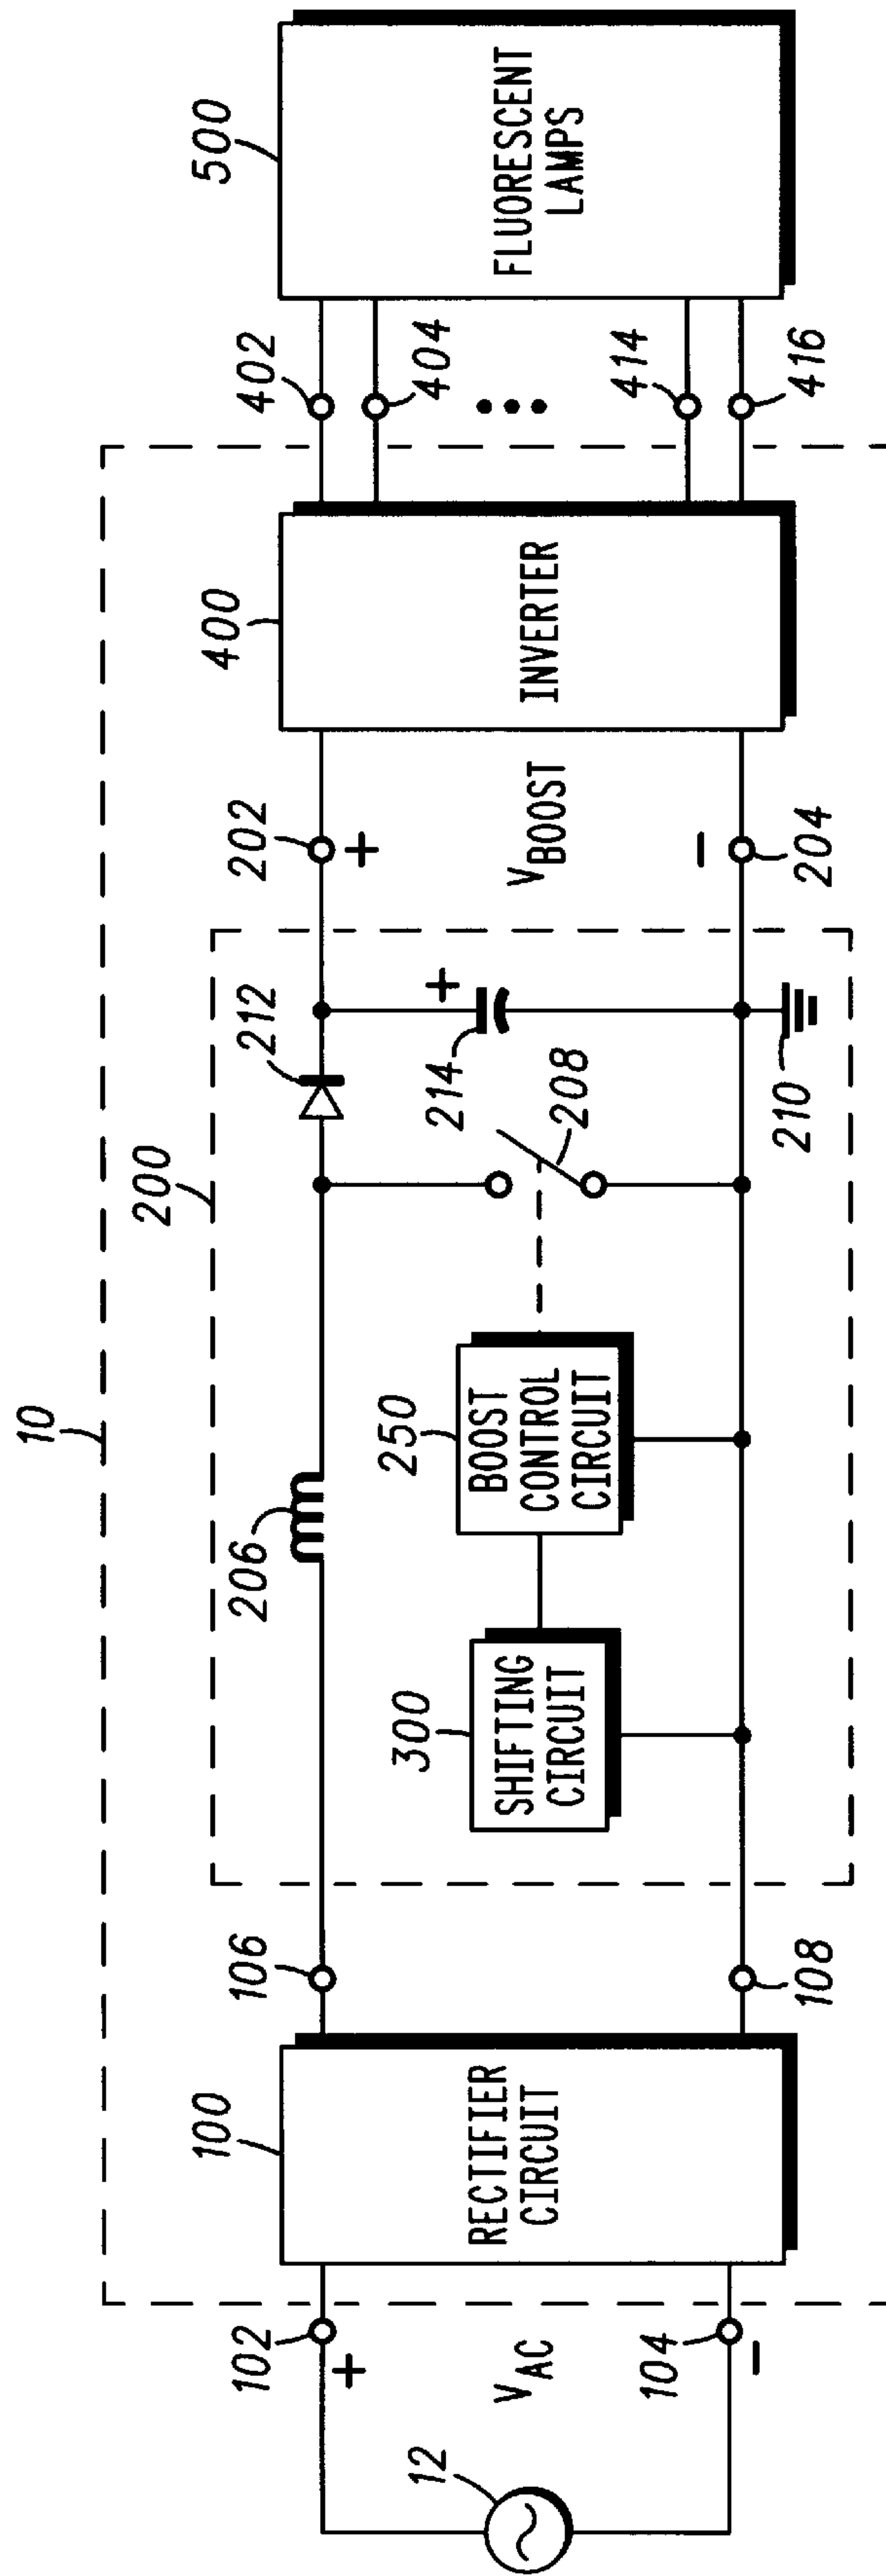 10
200
12
102
+
V_AC
104
−
100
RECTIFIER
CIRCUIT
106
108
206
300
SHIFTING
CIRCUIT
250
BOOST
CONTROL
CIRCUIT
208
212
+
214
210
202
+
V_BOOST
−
204
400
INVERTER
402
404
414
416
500
FLUORESCENT
LAMPS